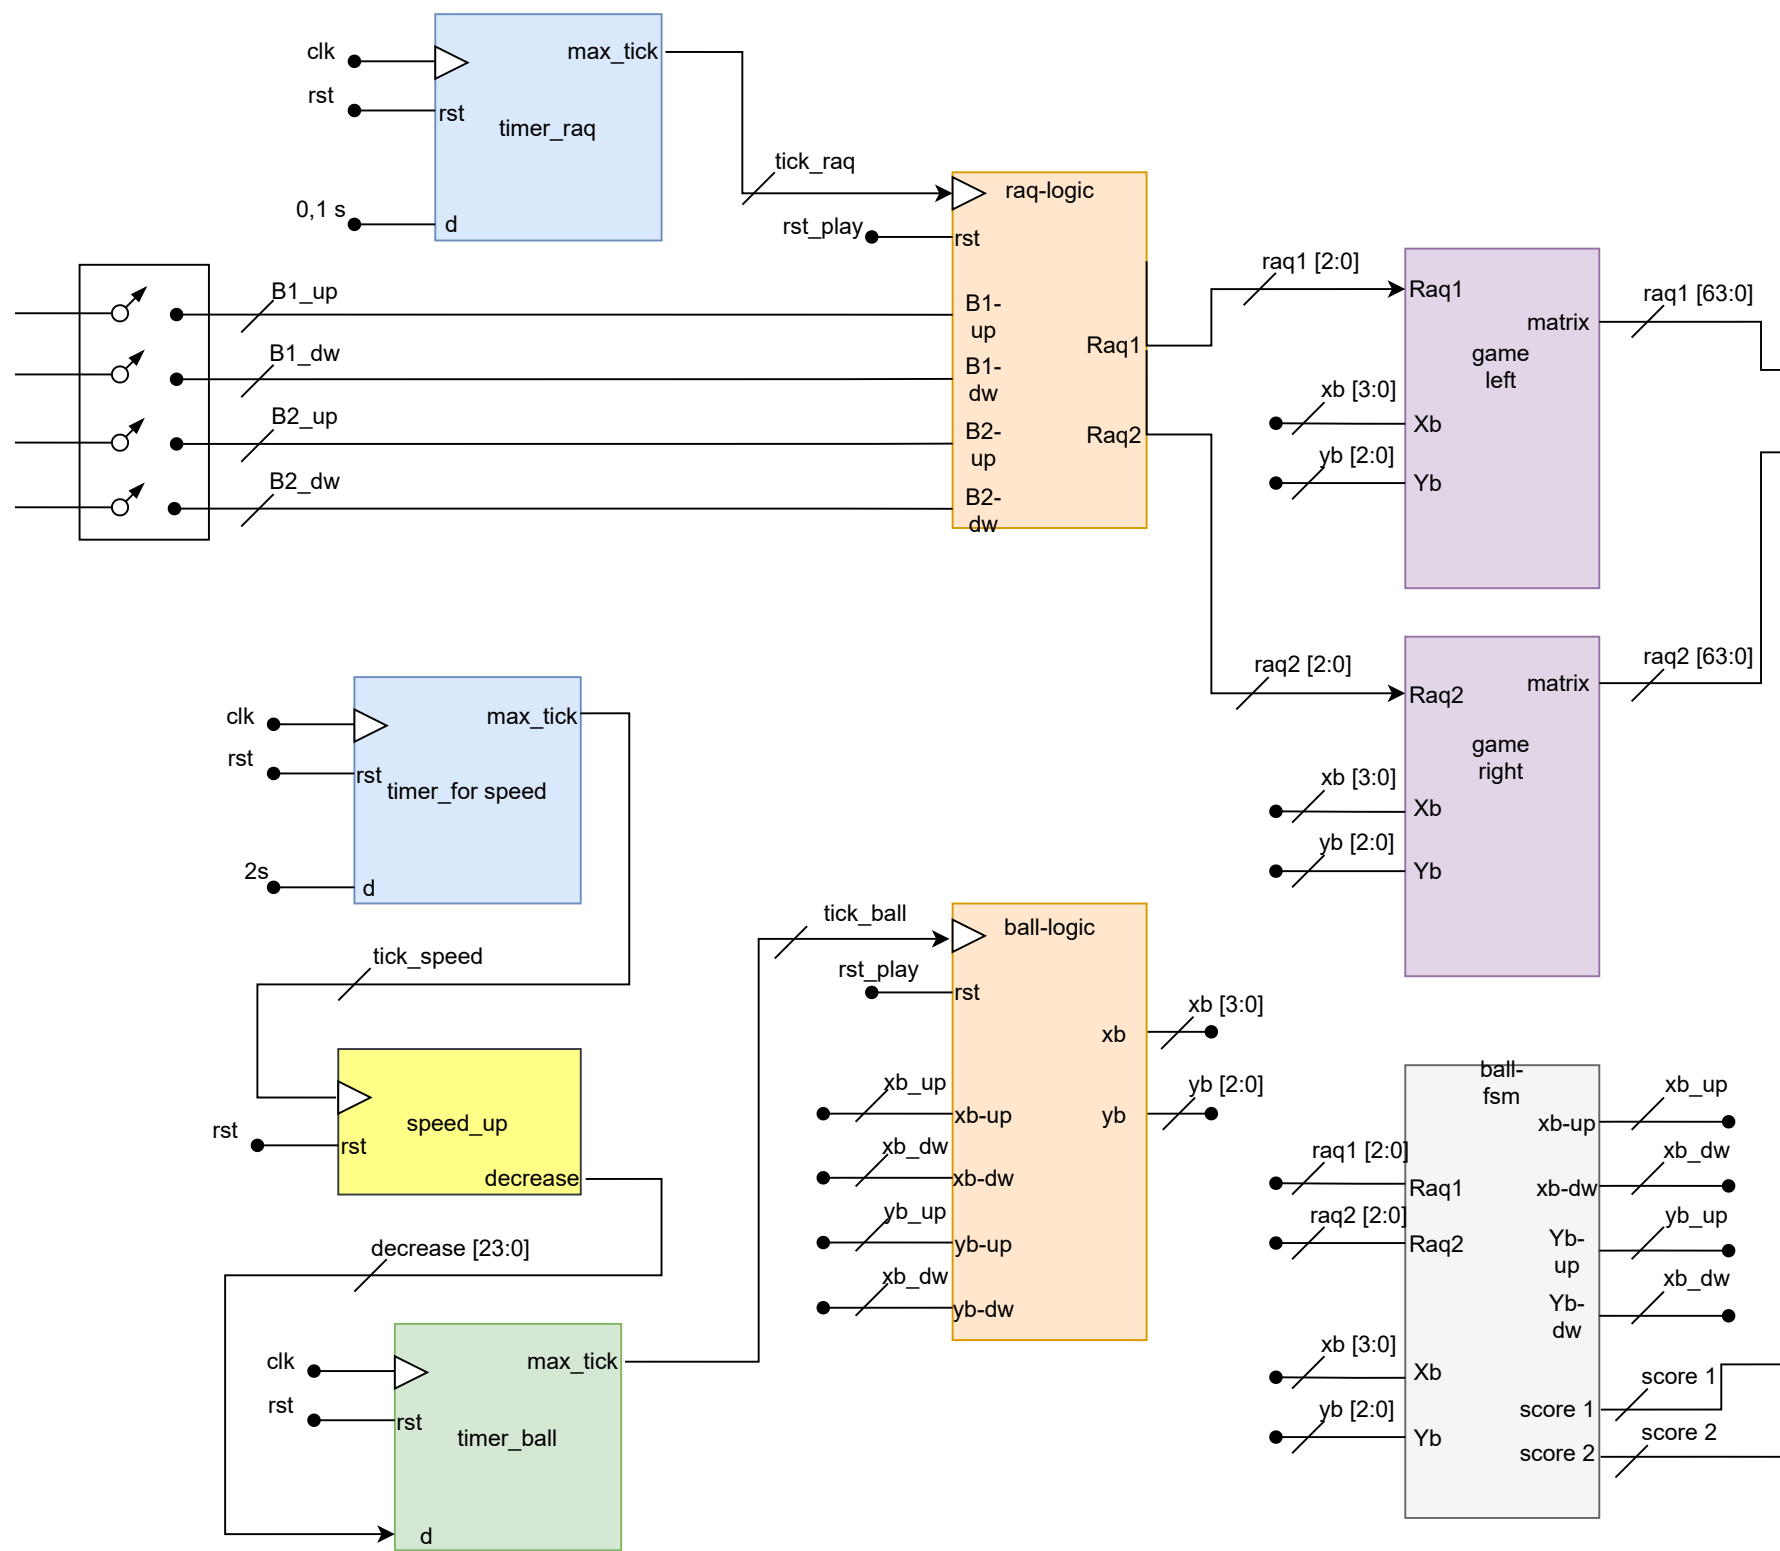 clk
rst
rst
0,1 s
d
max_tick
timer_raq
tick_raq
rst_play
raq-logic
rst
B1_up
B1_dw
B2_up
B2_dw
B1-
up
B1-
dw
B2-
up
B2-
dw
Raq1
Raq2
raq1 [2:0]
Raq1
matrix
game
left
xb [3:0]
Xb
yb [2:0]
Yb
raq1 [63:0]
raq2 [2:0]
Raq2
matrix
game
right
xb [3:0]
Xb
yb [2:0]
Yb
raq2 [63:0]
clk
rst
rst
max_tick
timer_for speed
2s
d
tick_speed
rst
rst
speed_up
decrease
decrease [23:0]
clk
rst
rst
max_tick
timer_ball
d
tick_ball
rst_play
ball-logic
rst
xb_up
xb-up
xb_dw
xb-dw
yb_up
yb-up
xb_dw
yb-dw
xb
xb [3:0]
yb
yb [2:0]
ball-
fsm
raq1 [2:0]
Raq1
raq2 [2:0]
Raq2
xb [3:0]
Xb
yb [2:0]
Yb
xb-up
xb_up
xb-dw
xb_dw
Yb-
up
yb_up
Yb-
dw
xb_dw
score 1
score 1
score 2
score 2